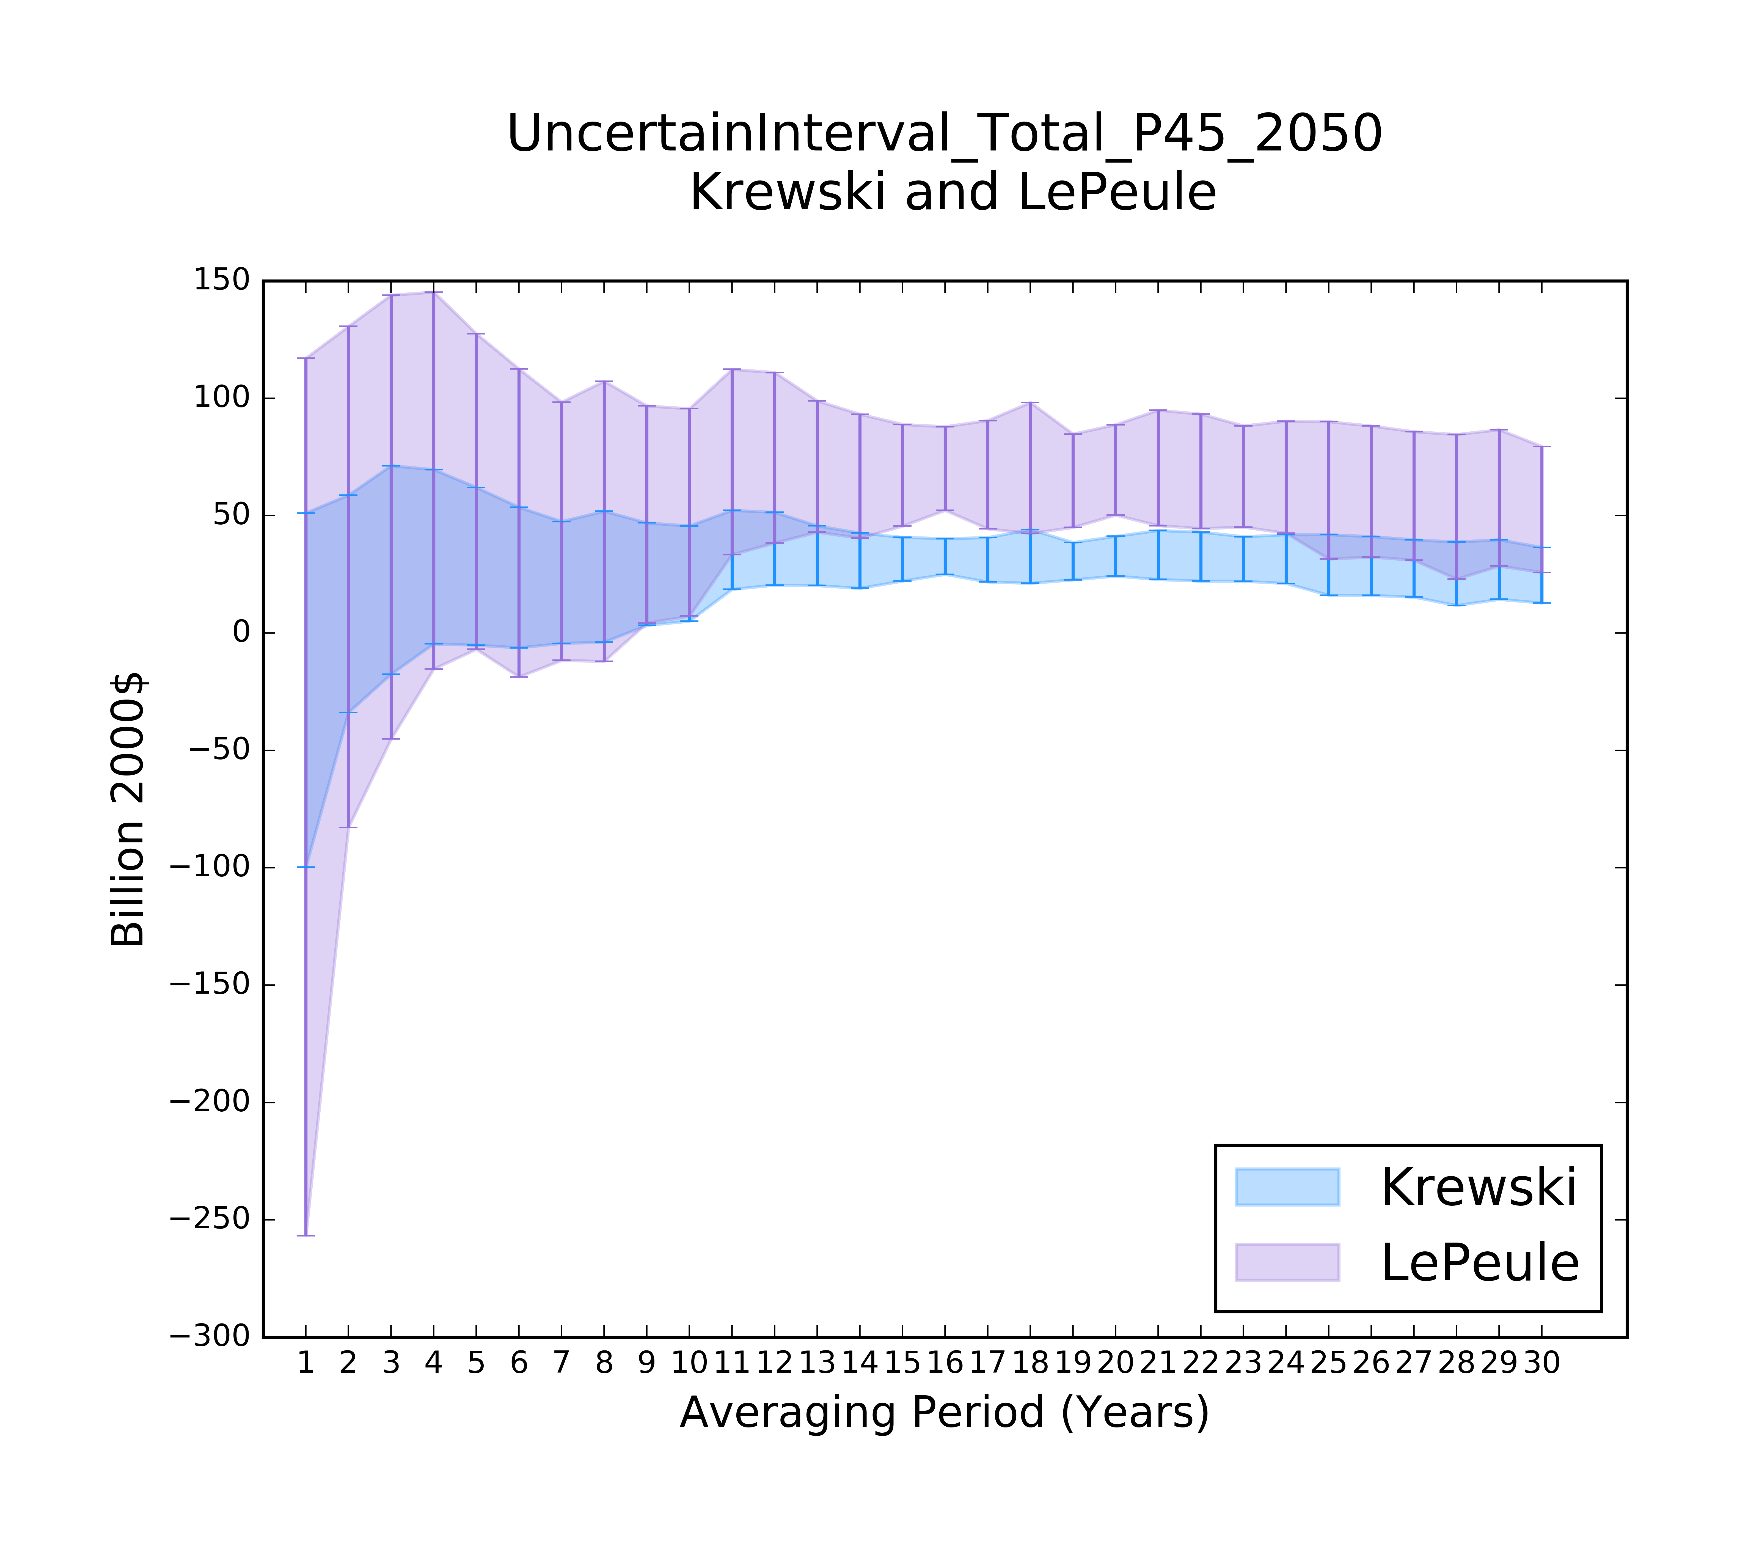 UncertainInterval_Total_P45_2050
Krewski and LePeule
150
100
50
0
−50
−100
−150
−200
−250
−300
Billion 2000$
1 2 3 4 5 6 7 8 9 10 11 12 13 14 15 16 17 18 19 20 21 22 23 24 25 26 27 28 29 30
Averaging Period (Years)
Krewski
LePeule